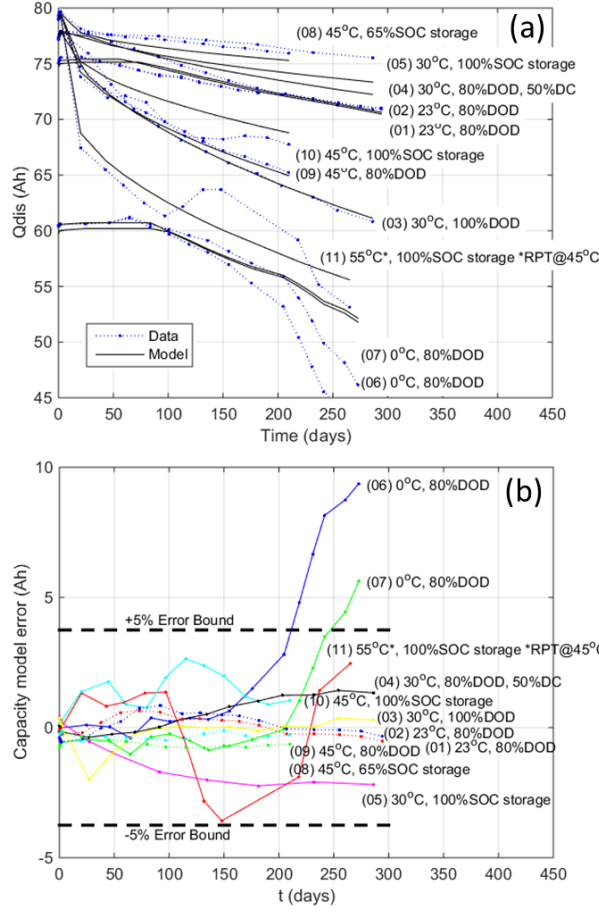 80
(a)
(08) 45°C, 65%SOC storage
75
(05) 30°C, 100%SOC storage
(04) 30°C, 80%DOD, 50%DC
70
(02) 23°C, 80%DOD
(01) 23°C, 80%DOD
(10) 45°C, 100%SOC storage
65
(09) 45°C, 80%DOD
(03) 30°C, 100%DOD
60
(11) 55°C*, 100%SOC storage *RPT@45°C
55
Data
Model
50
(07) 0°C, 80%DOD
(06) 0°C, 80%DOD
45
Qdis (Ah)
0 50 100 150 200 250 300 350 400 450
Time (days)
10
(b)
(06) 0°C, 80%DOD
(07) 0°C, 80%DOD
5
+5% Error Bound
(11) 55°C*, 100%SOC storage *RPT@45°C
(04) 30°C, 80%DOD, 50%DC
(10) 45°C, 100%SOC storage
(03) 30°C, 100%DOD
0
(02) 23°C, 80%DOD
(09) 45°C, 80%DOD (01) 23°C, 80%DOD
(08) 45°C, 65%SOC storage
(05) 30°C, 100%SOC storage
-5% Error Bound
-5
Capacity model error (Ah)
0 50 100 150 200 250 300 350 400 450
t (days)